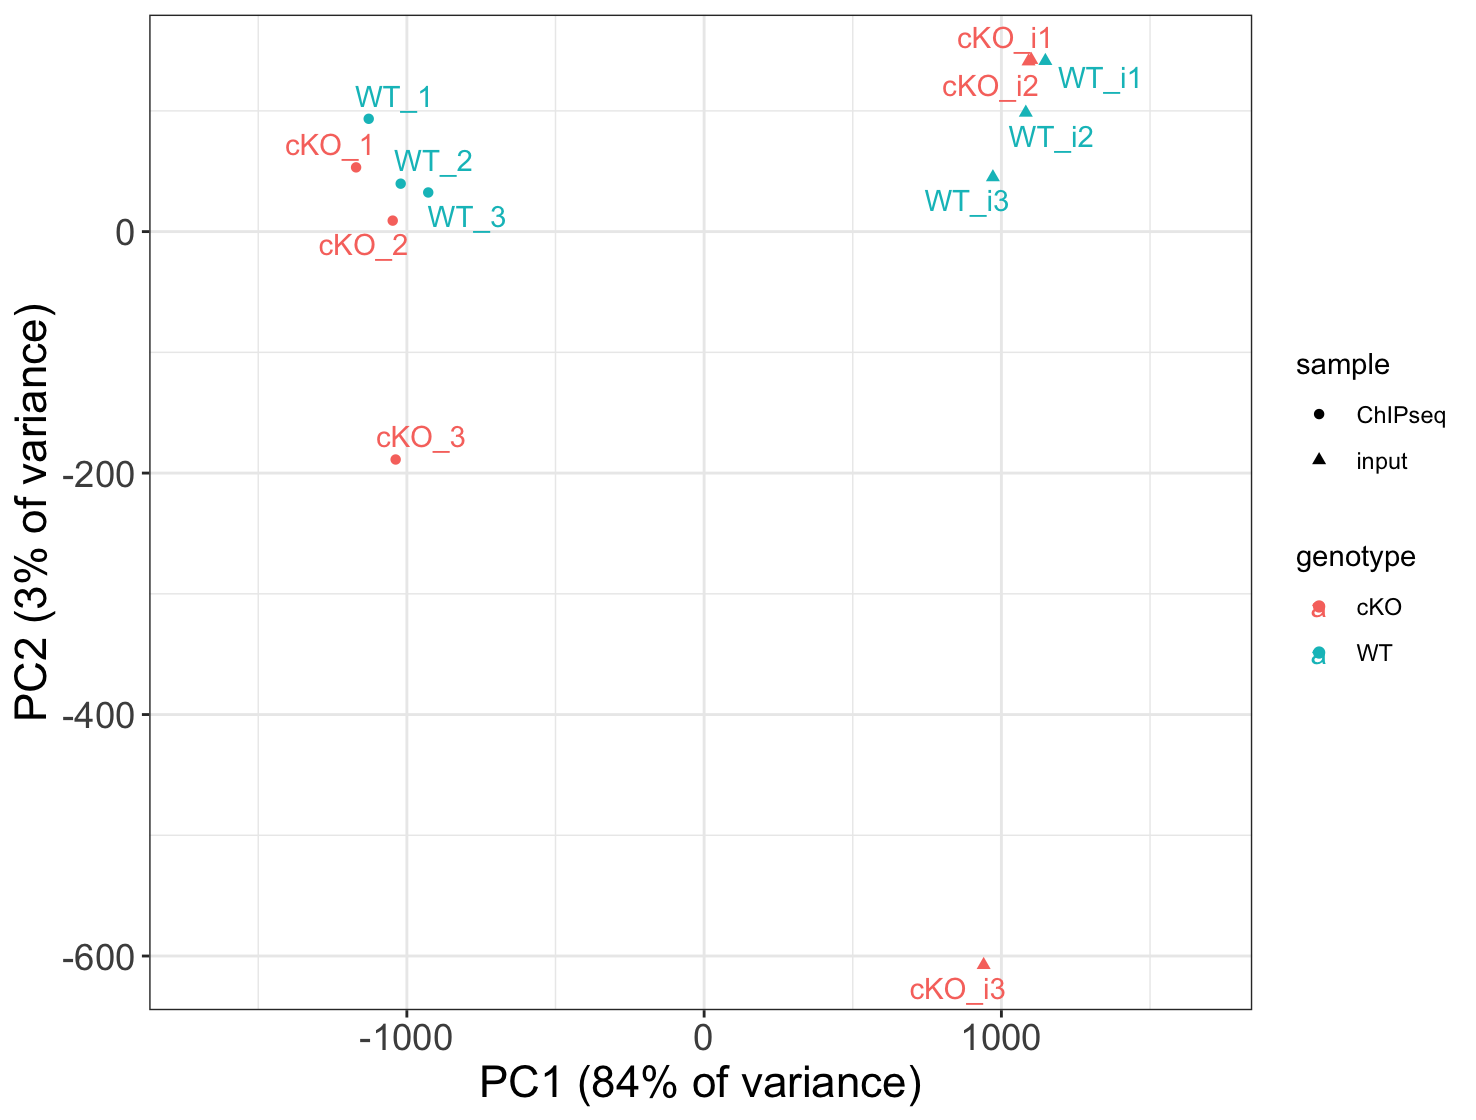 cKO_i1
WT_i1
cKO_i2
WT_1
WT_i2
cKO_1
WT_2
WT_i3
WT_3
cKO_2
cKO_3
cKO_i3
0
-200
-400
-600
-1000
0
1000
PC1 (84% of variance)
PC2 (3% of variance)
sample
ChIPseq
input
genotype
a cKO
a WT